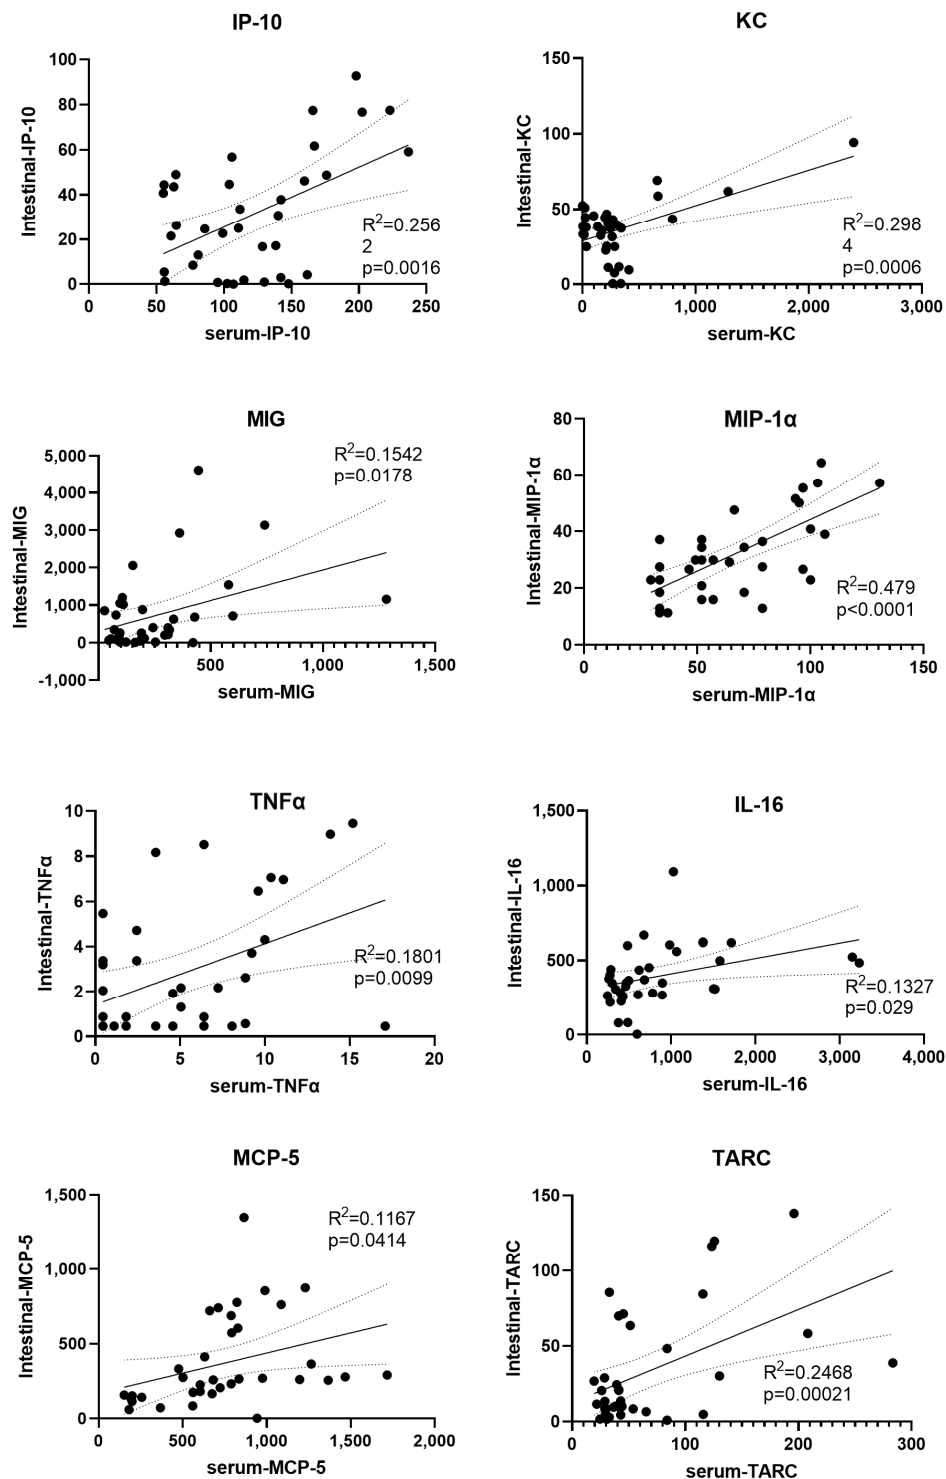 IP-10
100
80
60
40
20
0
Intestinal-IP-10
R2=0.256
2
p=0.0016
0 50 100 150 200 250
serum-IP-10
KC
150
100
50
0
Intestinal-KC
R2=0.298
4
p=0.0006
0 1,000 2,000 3,000
serum-KC
MIG
5,000
4,000
3,000
2,000
1,000
0
-1,000
Intestinal-MIG
R2=0.1542
p=0.0178
500 1,000 1,500
serum-MIG
MIP-1α
80
60
40
20
0
Intestinal-MIP-1α
R2=0.479
p<0.0001
0 50 100 150
serum-MIP-1α
TNFα
10
8
6
4
2
0
Intestinal-TNFα
R2=0.1801
p=0.0099
0 5 10 15 20
serum-TNFα
IL-16
1,500
1,000
500
0
Intestinal-IL-16
R2=0.1327
p=0.029
0 1,000 2,000 3,000 4,000
serum-IL-16
MCP-5
1,500
1,000
500
0
Intestinal-MCP-5
R2=0.1167
p=0.0414
0 500 1,000 1,500 2,000
serum-MCP-5
TARC
150
100
50
0
Intestinal-TARC
R2=0.2468
p=0.00021
0 100 200 300
serum-TARC